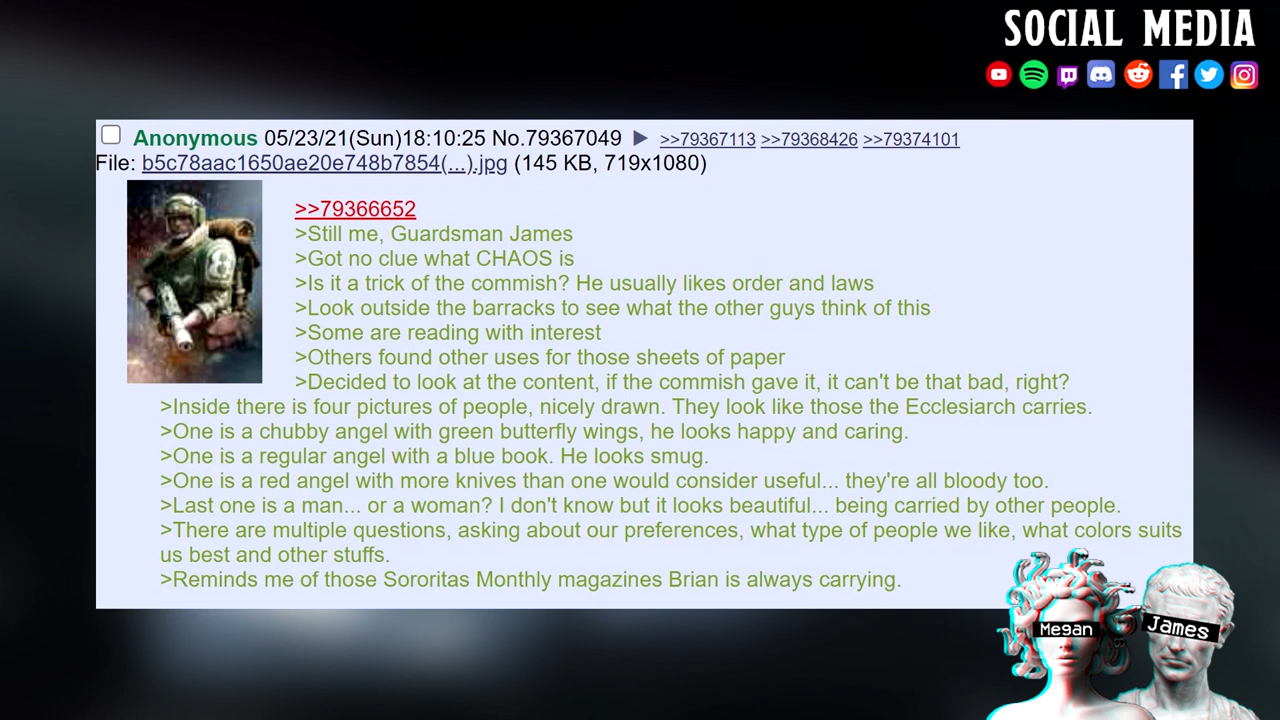 SOCIAL MEDIA
Anonymous 05/23/21(Sun)18:10:25 No.79367049 ▶ >>79367113 >>79368426 >>79374101
File: b5c78aac1650ae20e748b7854(...).jpg (145 KB, 719x1080)
>>79366652
>Still me, Guardsman James
>Got no clue what CHAOS is
>Is it a trick of the commish? He usually likes order and laws
>Look outside the barracks to see what the other guys think of this
>Some are reading with interest
>Others found other uses for those sheets of paper
>Decided to look at the content, if the commish gave it, it can't be that bad, right?
>Inside there is four pictures of people, nicely drawn. They look like those the Ecclesiarch carries.
>One is a chubby angel with green butterfly wings, he looks happy and caring.
>One is a regular angel with a blue book. He looks smug.
>One is a red angel with more knives than one would consider useful... they're all bloody too.
>Last one is a man... or a woman? I don't know but it looks beautiful... being carried by other people.
>There are multiple questions, asking about our preferences, what type of people we like, what colors suits
us best and other stuffs.
>Reminds me of those Sororitas Monthly magazines Brian is always carrying.
Megan
James